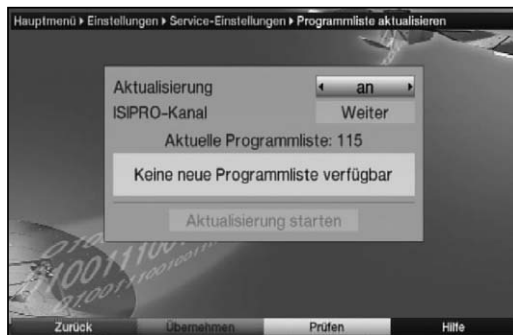 Hauptmenü ▸ Einstellungen ▸ Service-Einstellungen ▸ Programmliste aktualisieren
Aktualisierung an
ISIPRO-Kanal Weiter
Aktuelle Programmliste: 115
Keine neue Programmliste verfügbar
Aktualisierung starten
Zurück Übernehmen Prüfen Hilfe